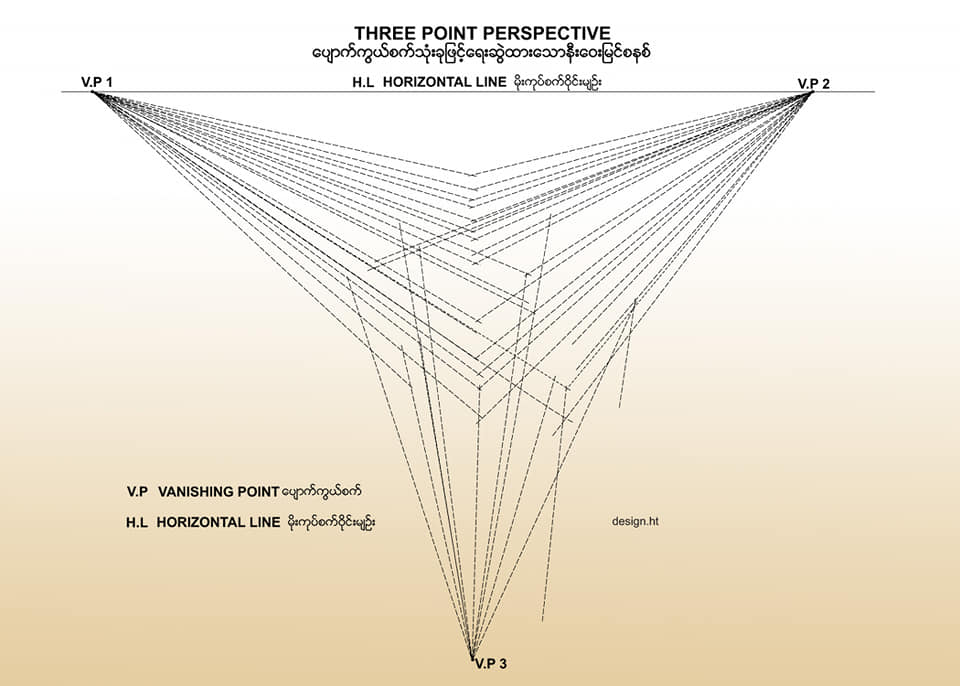 THREE POINT PERSPECTIVE
ပျောက်ကွယ်စက်သုံးခုဖြင့်ရေးဆွဲထားသောနီးဝေးမြင်စနစ်
V.P 1
H.L HORIZONTAL LINE မိုးကုပ်စက်ဝိုင်းမျဉ်း
V.P 2
V.P VANISHING POINT ပျောက်ကွယ်စက်
H.L HORIZONTAL LINE မိုးကုပ်စက်ဝိုင်းမျဉ်း
design.ht
V.P 3